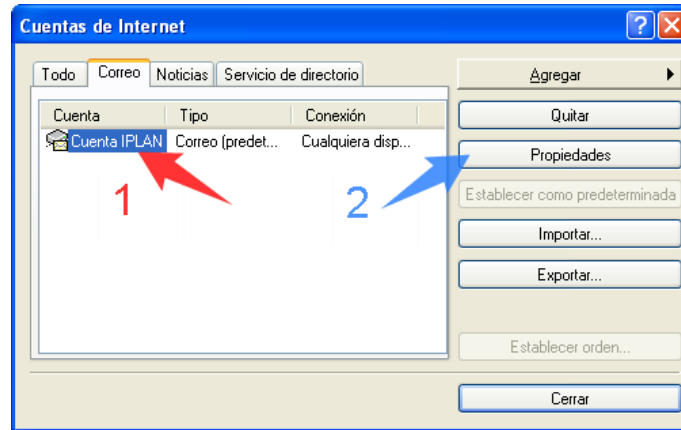 Cuentas de Internet
Todo Correo Noticias Servicio de directorio
Agregar
Cuenta Tipo Conexión
Quitar
Cuenta IPLAN Correo (predet... Cualquiera disp...
Propiedades
1 2
Establecer como predeterminada
Importar...
Exportar...
Establecer orden...
Cerrar